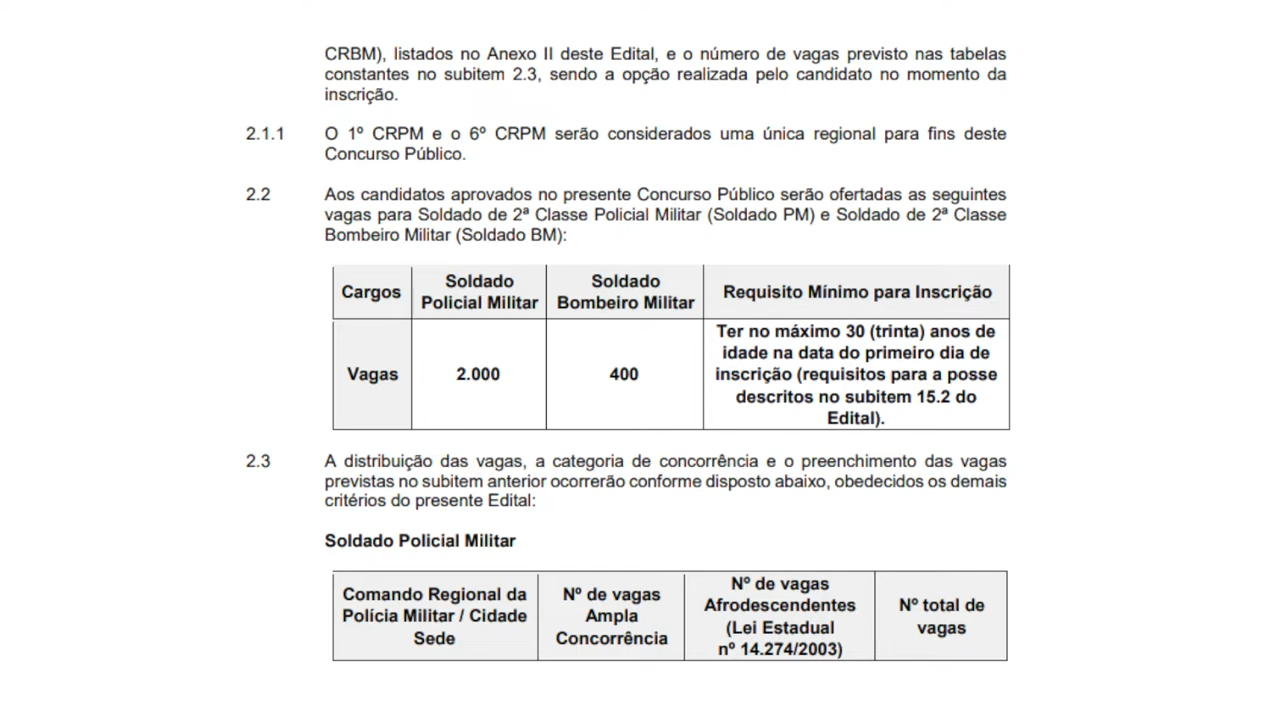 CRBM), listados no Anexo II deste Edital, e o número de vagas previsto nas tabelas
constantes no subitem 2.3, sendo a opção realizada pelo candidato no momento da
inscrição.
2.1.1 O 1º CRPM e o 6º CRPM serão considerados uma única regional para fins deste
Concurso Público.
2.2 Aos candidatos aprovados no presente Concurso Público serão ofertadas as seguintes
vagas para Soldado de 2ª Classe Policial Militar (Soldado PM) e Soldado de 2ª Classe
Bombeiro Militar (Soldado BM):
Cargos
Soldado
Policial Militar
Soldado
Bombeiro Militar
Requisito Mínimo para Inscrição
Vagas
2.000
400
Ter no máximo 30 (trinta) anos de
idade na data do primeiro dia de
inscrição (requisitos para a posse
descritos no subitem 15.2 do
Edital).
2.3 A distribuição das vagas, a categoria de concorrência e o preenchimento das vagas
previstas no subitem anterior ocorrerão conforme disposto abaixo, obedecidos os demais
critérios do presente Edital:
Soldado Policial Militar
Comando Regional da
Polícia Militar / Cidade
Sede
Nº de vagas
Ampla
Concorrência
Nº de vagas
Afrodescendentes
(Lei Estadual
nº 14.274/2003)
Nº total de
vagas